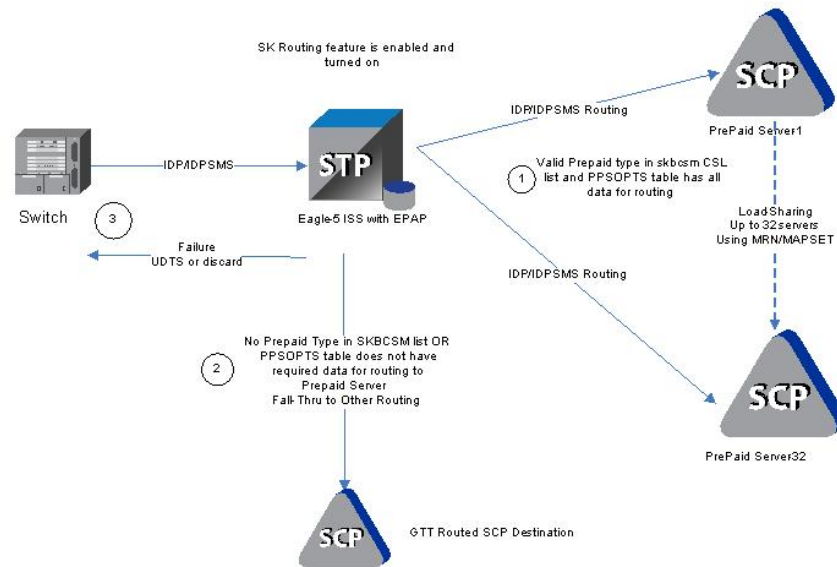 SK Routing feature is enabled and
turned on
SCP
IDP/IDPSMS Routing
PrePaid Server1
IDP/IDPSMS
STP
1
Valid Prepaid type in skbcsm CSL
list and PPSOPTS table has all
data for routing
Switch
3
Eagle-5 ISS with EPAP
Load-Sharing
Up to 32 servers
Using MRN/MAPSET
Failure
UDTS or discard
IDP/IDPSMS Routing
2
No Prepaid Type in SKBCSM list OR
PPSOPTS table does not have
required data for routing to
Prepaid Server
Fall-Thru to Other Routing
SCP
PrePaid Server32
SCP
GTT Routed SCP Destination